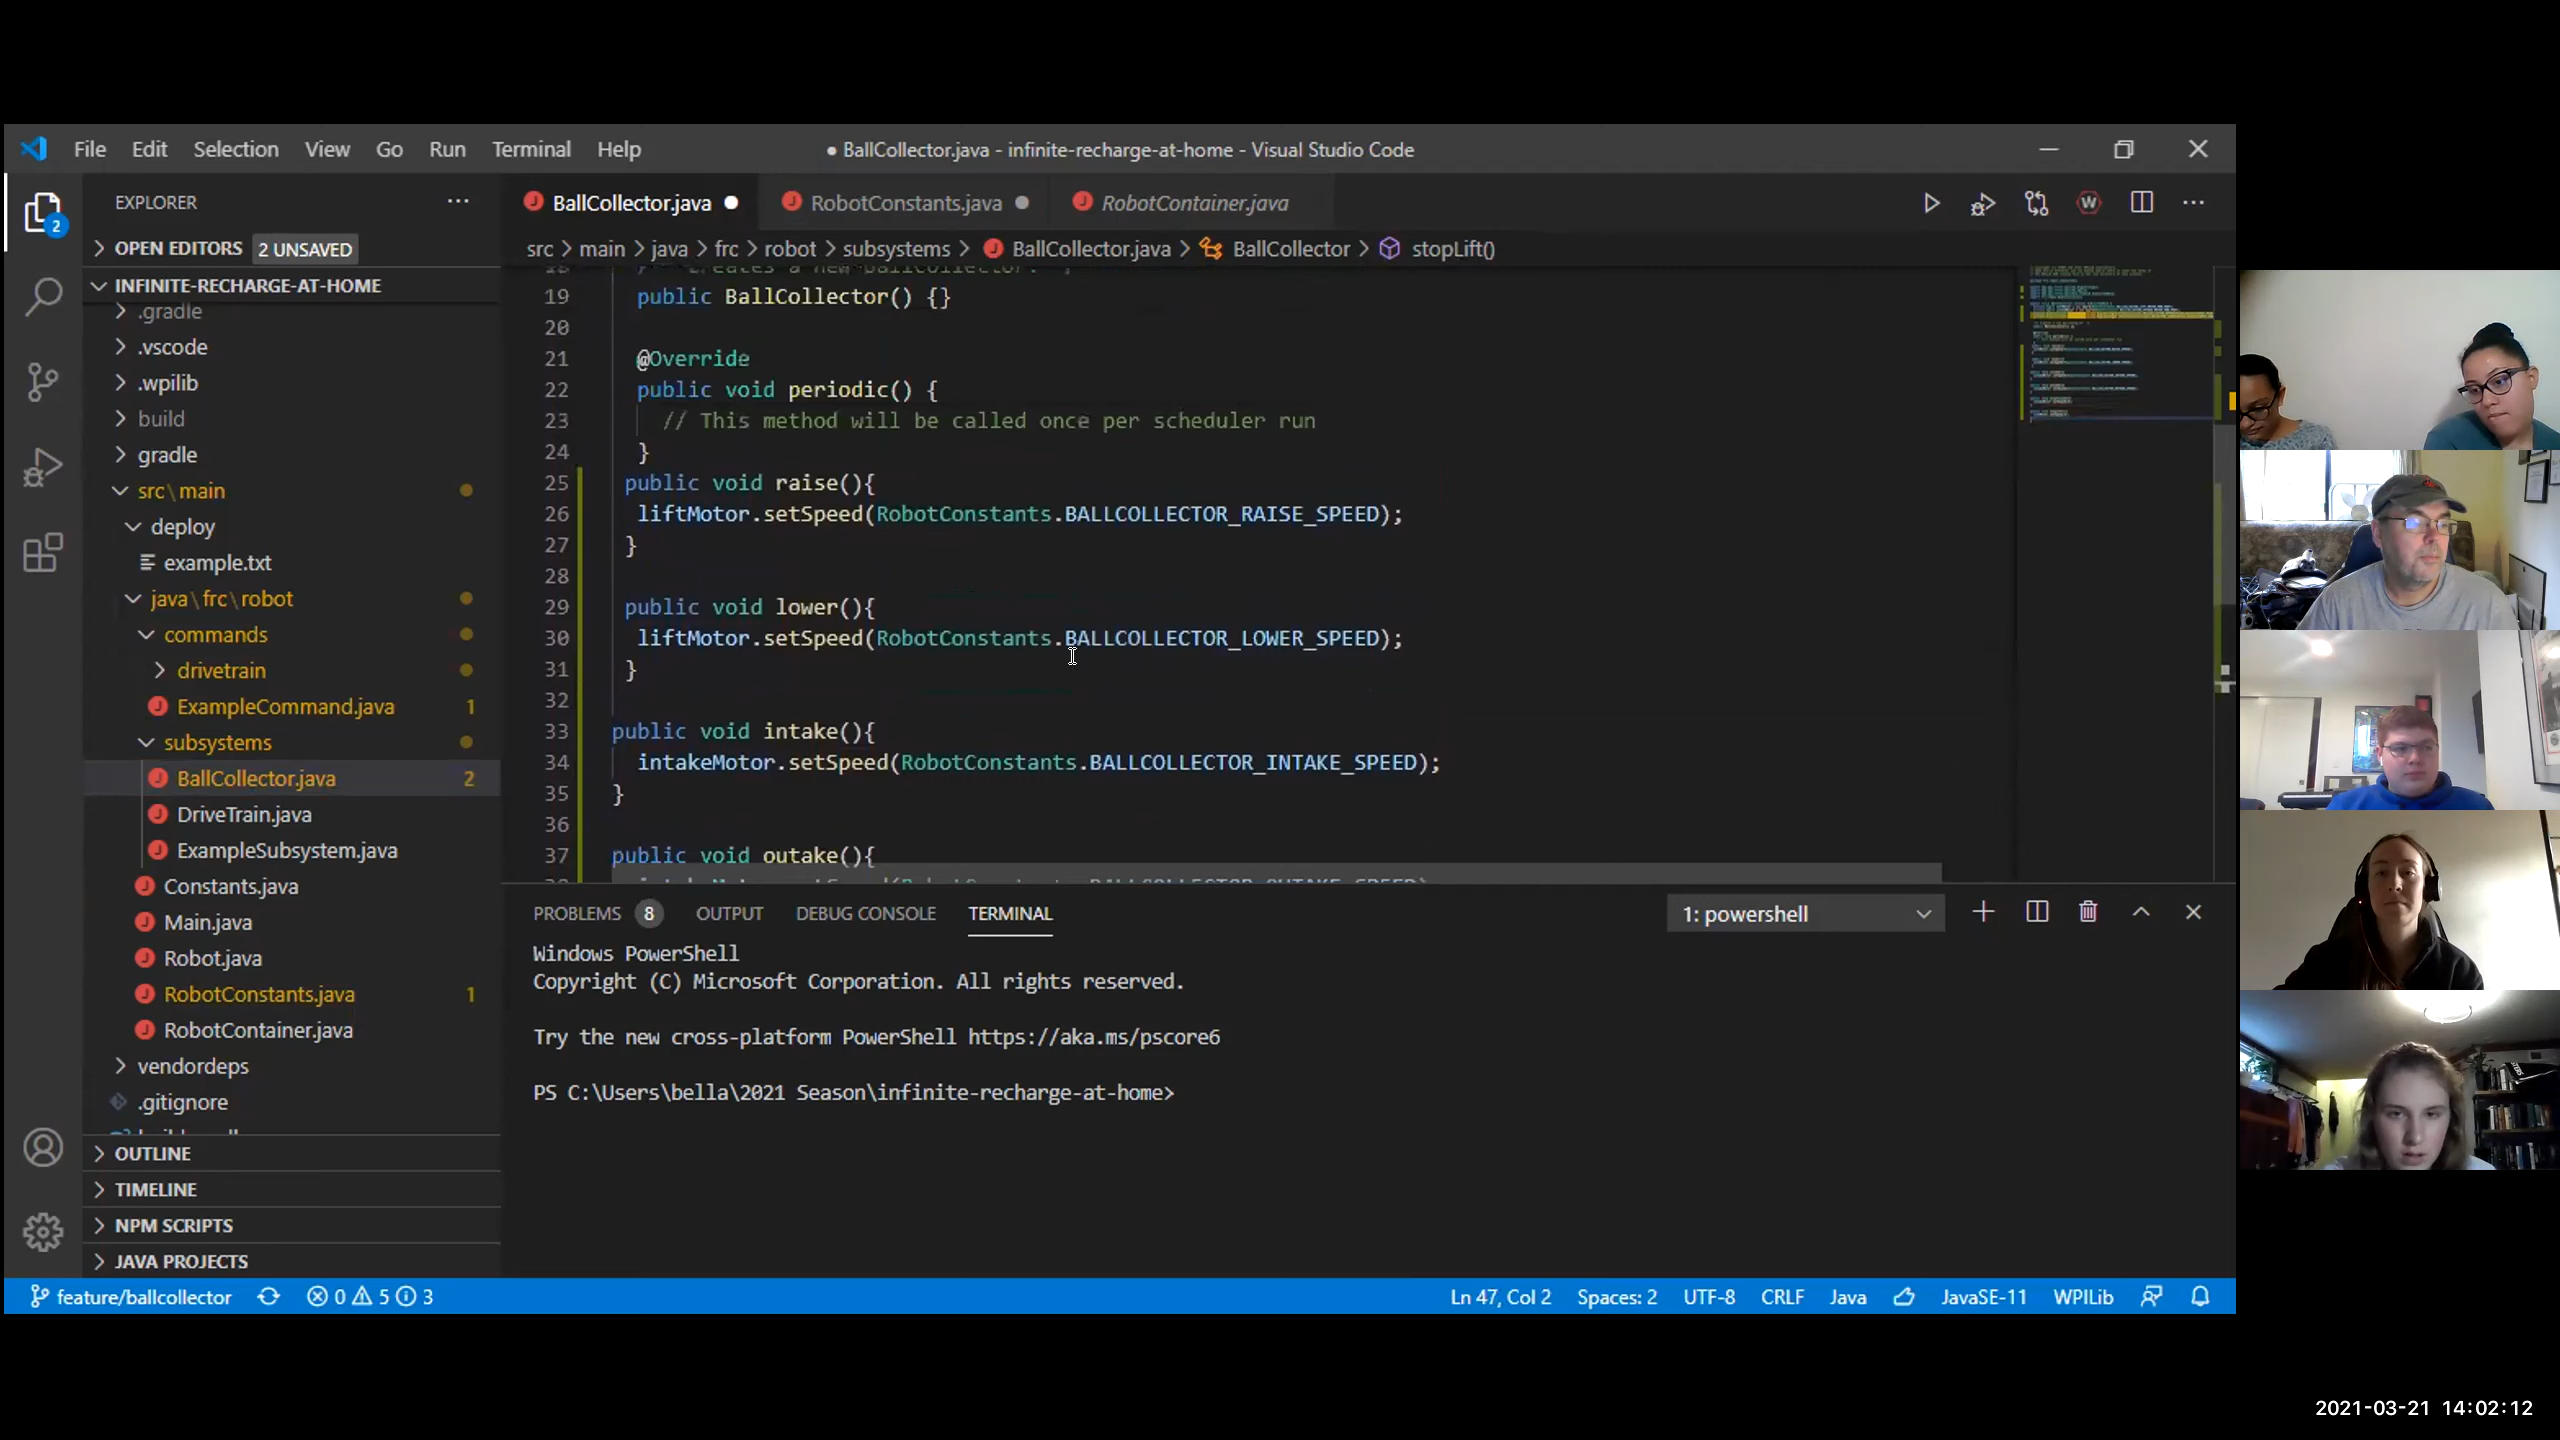 File Edit Selection View Go Run Terminal Help
● BallCollector.java - infinite-recharge-at-home - Visual Studio Code
EXPLORER
BallCollector.java RobotConstants.java RobotContainer.java
OPEN EDITORS 2 UNSAVED
src > main > java > frc > robot > subsystems > BallCollector.java > BallCollector > stopLift()
2
INFINITE-RECHARGE-AT-HOME
.gradle
.vscode
.wpilib
build
gradle
src\main
deploy
example.txt
java\frc\robot
commands
drivetrain
ExampleCommand.java 1
subsystems
BallCollector.java 2
DriveTrain.java
ExampleSubsystem.java
Constants.java
Main.java
Robot.java
RobotConstants.java 1
RobotContainer.java
vendordeps
.gitignore
OUTLINE
TIMELINE
NPM SCRIPTS
JAVA PROJECTS
19 public BallCollector() {}
20
21 @Override
22 public void periodic() {
23 // This method will be called once per scheduler run
24 }
25 public void raise(){
26 liftMotor.setSpeed(RobotConstants.BALLCOLLECTOR_RAISE_SPEED);
27 }
28
29 public void lower(){
30 liftMotor.setSpeed(RobotConstants.BALLCOLLECTOR_LOWER_SPEED);
31 }
32
33 public void intake(){
34 intakeMotor.setSpeed(RobotConstants.BALLCOLLECTOR_INTAKE_SPEED);
35 }
36
37 public void outake(){
PROBLEMS 8 OUTPUT DEBUG CONSOLE TERMINAL 1: powershell
Windows PowerShell
Copyright (C) Microsoft Corporation. All rights reserved.
Try the new cross-platform PowerShell https://aka.ms/pscore6
PS C:\Users\bella\2021 Season\infinite-recharge-at-home>
feature/ballcollector 0 5 3 Ln 47, Col 2 Spaces: 2 UTF-8 CRLF Java JavaSE-11 WPILib
2021-03-21 14:02:12